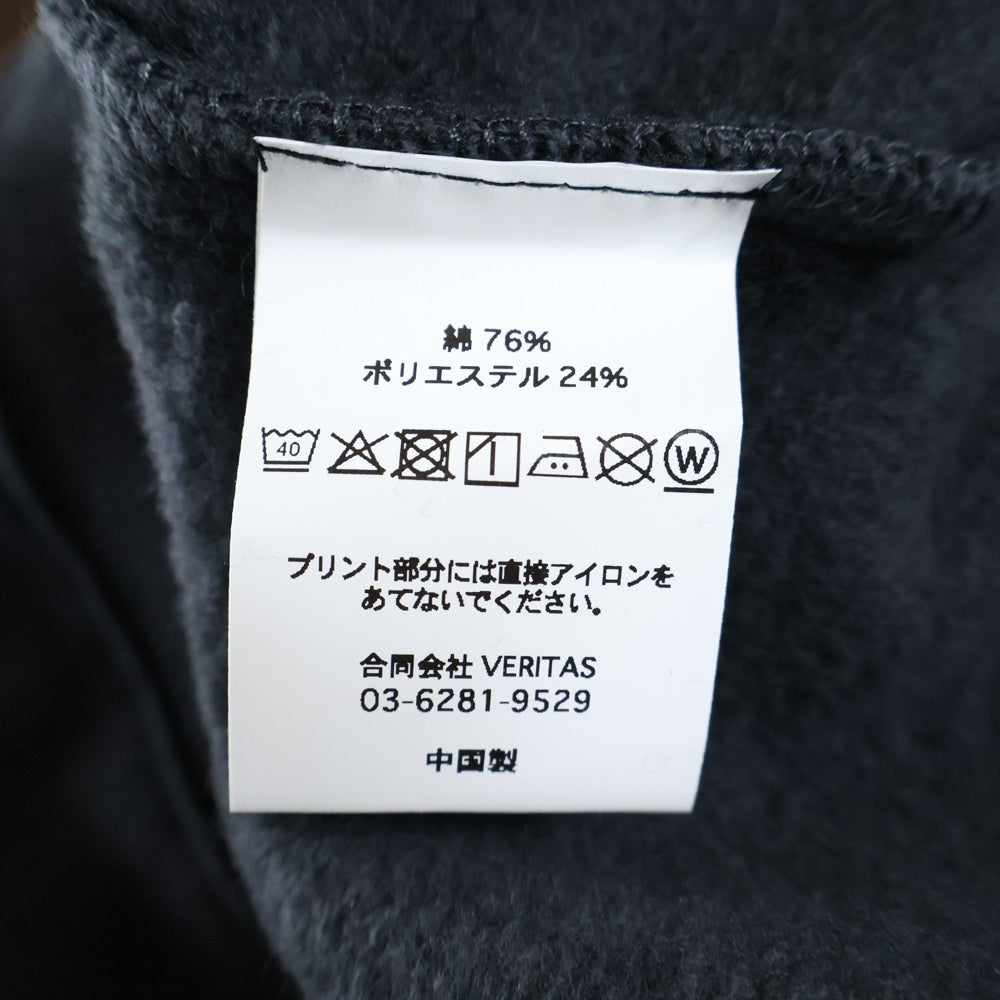 綿 76%
ポリエステル 24%
40 W
プリント部分には直接アイロンを
あてないでください。
合同会社 VERITAS
03-6281-9529
中国製